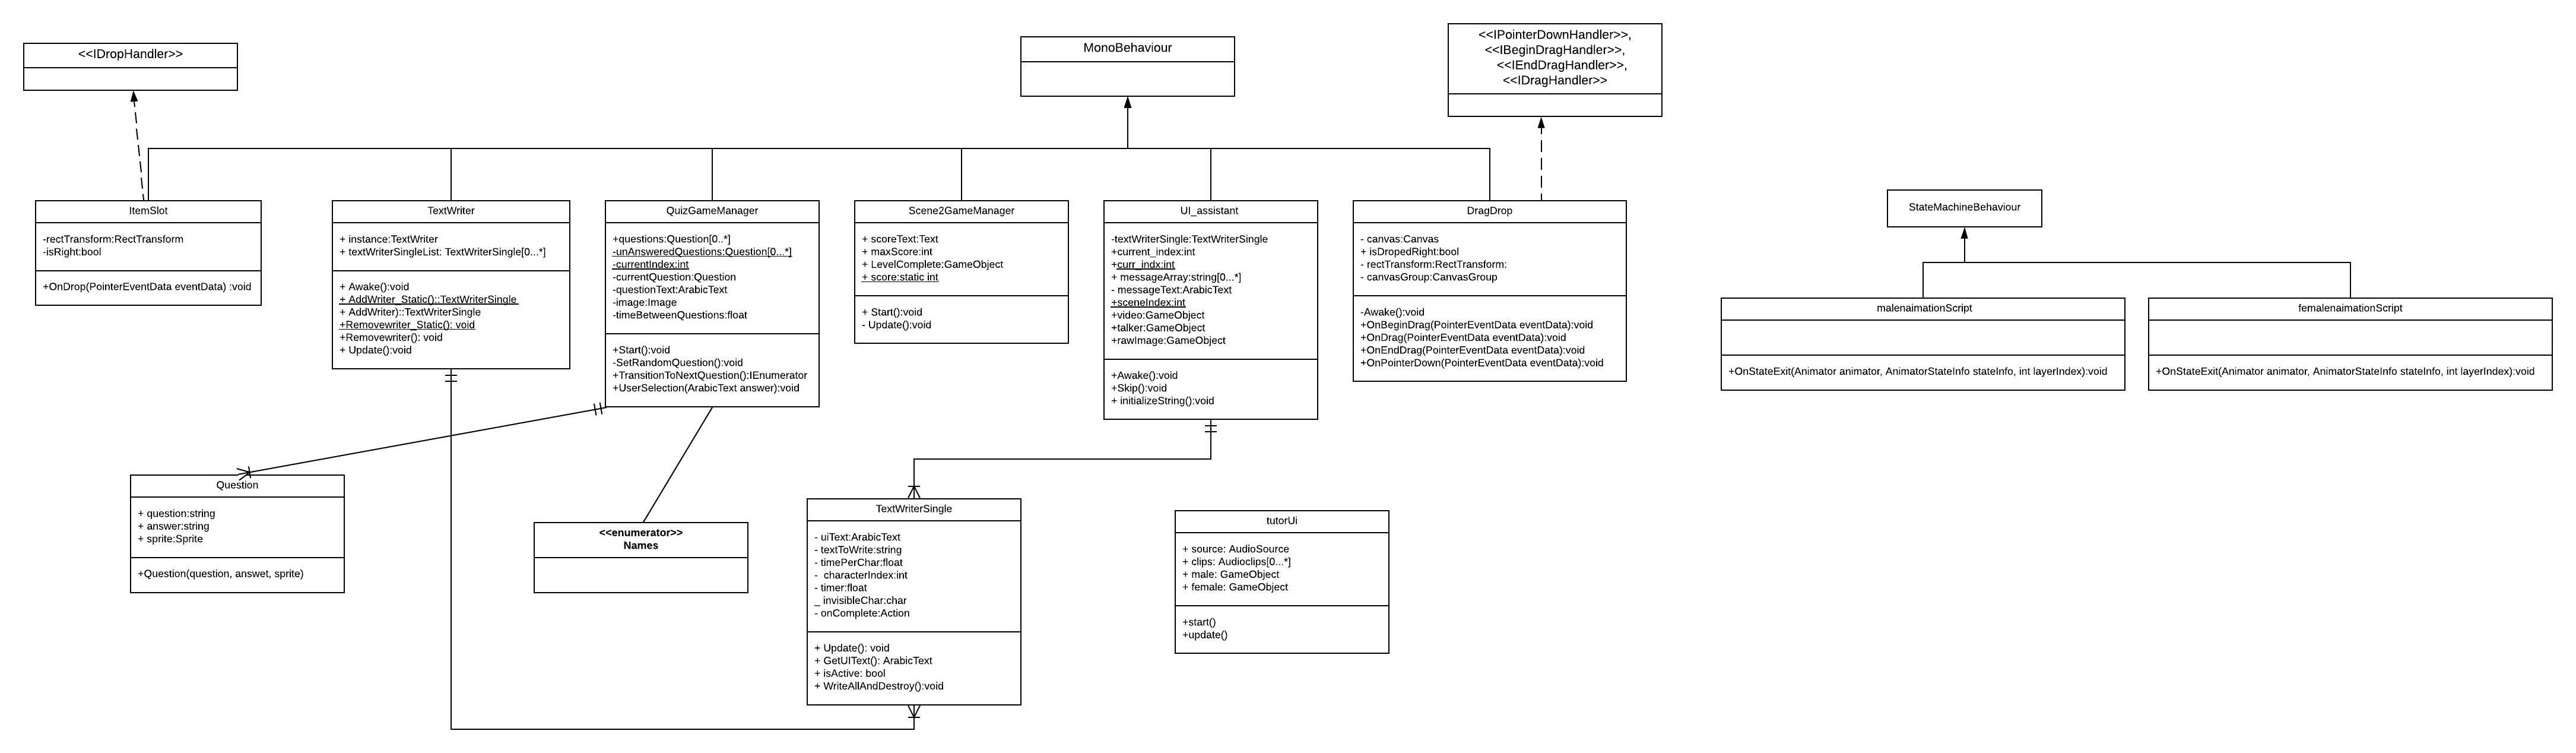 <<IDropHandler>>
MonoBehaviour
<<IPointerDownHandler>>,
<<IBeginDragHandler>>,
<<IEndDragHandler>>,
<<IDragHandler>>
ItemSlot
-rectTransform:RectTransform
-isRight:bool
+OnDrop(PointerEventData eventData) :void
TextWriter
+ instance:TextWriter
+ textWriterSingleList: TextWriterSingle[0..*]
+ Awake():void
+ AddWriter_Static()::TextWriterSingle
+ AddWriter)::TextWriterSingle
+Removewriter_Static(): void
+Removewriter(): void
+ Update():void
QuizGameManager
+questions:Question[0..*]
-unAnsweredQuestions:Question[0...*]
-currentIndex:int
-currentQuestion:Question
-questionText:ArabicText
-image:Image
-timeBetweenQuestions:float
+Start():void
-SetRandomQuestion():void
+TransitionToNextQuestion():IEnumerator
+UserSelection(ArabicText answer):void
Scene2GameManager
+ scoreText:Text
+ maxScore:int
+ LevelComplete:GameObject
+ score:static int
+ Start():void
- Update():void
UI_assistant
-textWriterSingle:TextWriterSingle
+current_index:int
+curr_indx:int
+ messageArray:string[0...*]
- messageText:ArabicText
+sceneIndex:int
+video:GameObject
+talker:GameObject
+rawImage:GameObject
+Awake():void
+Skip():void
+ initializeString():void
DragDrop
- canvas:Canvas
+ isDropedRight:bool
- rectTransform:RectTransform:
- canvasGroup:CanvasGroup
-Awake():void
+OnBeginDrag(PointerEventData eventData):void
+OnDrag(PointerEventData eventData):void
+OnEndDrag(PointerEventData eventData):void
+OnPointerDown(PointerEventData eventData):void
StateMachineBehaviour
malenaimationScript
+OnStateExit(Animator animator, AnimatorStateInfo stateInfo, int layerIndex):void
femalenaimationScript
+OnStateExit(Animator animator, AnimatorStateInfo stateInfo, int layerIndex):void
Question
+ question:string
+ answer:string
+ sprite:Sprite
+Question(question, answet, sprite)
<<enumerator>>
Names
TextWriterSingle
- uiText:ArabicText
- textToWrite:string
- timePerChar:float
- characterIndex:int
- timer:float
_ invisibleChar:char
- onComplete:Action
+ Update(): void
+ GetUIText(): ArabicText
+ isActive: bool
+ WriteAllAndDestroy():void
tutorUi
+ source: AudioSource
+ clips: Audioclips[0...*]
+ male: GameObject
+ female: GameObject
+start()
+update()